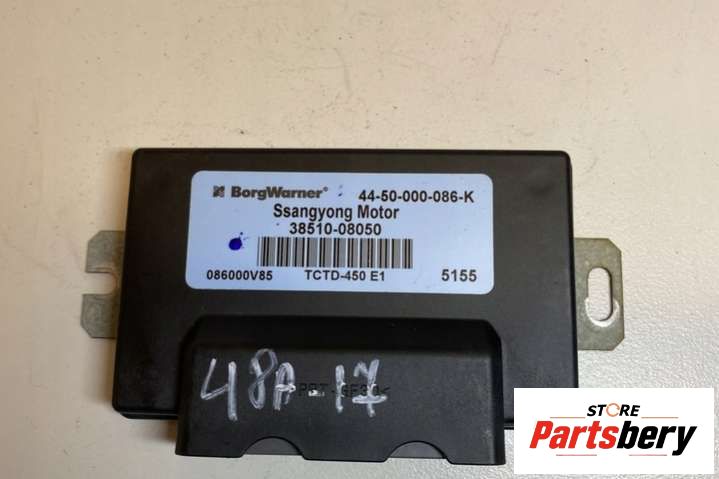 BorgWarner® 44-50-000-086-K
Ssangyong Motor
38510-08050
086000V85 TCTD-450 E1 5155
48A-17
STORE
Partsbery